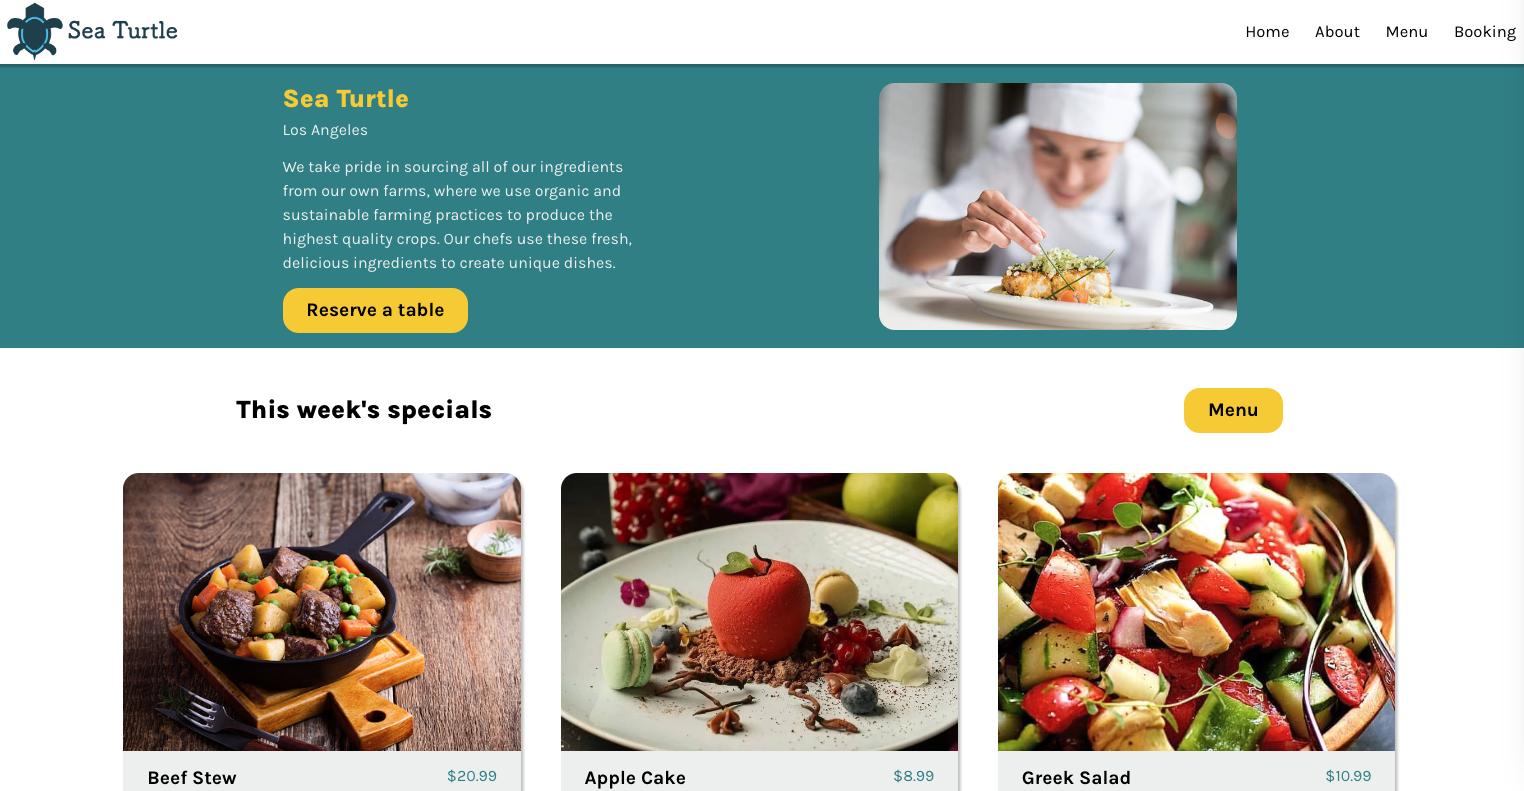 Sea Turtle
Home About Menu Booking
Sea Turtle
Los Angeles
We take pride in sourcing all of our ingredients
from our own farms, where we use organic and
sustainable farming practices to produce the
highest quality crops. Our chefs use these fresh,
delicious ingredients to create unique dishes.
Reserve a table
This week's specials
Menu
Beef Stew $20.99
Apple Cake $8.99
Greek Salad $10.99